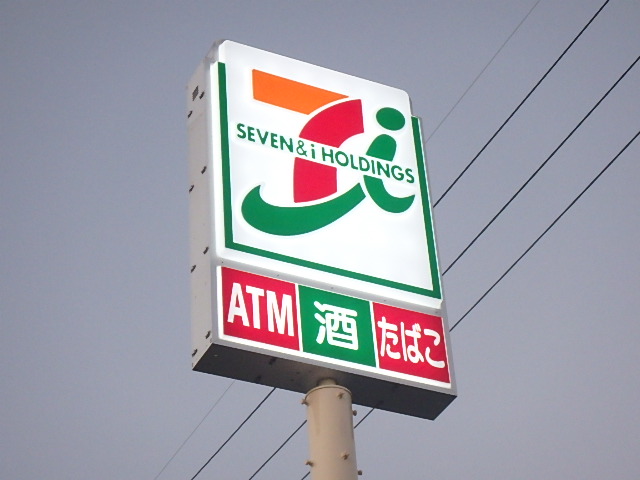 SEVEN&i HOLDINGS
ATM 酒 たばこ